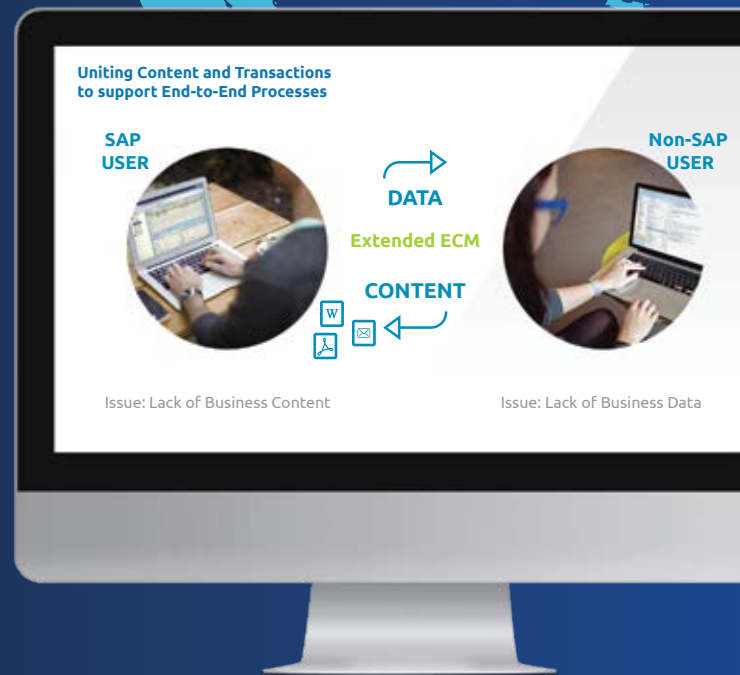 Uniting Content and Transactions
to support End-to-End Processes
SAP
USER
Non-SAP
USER
DATA
Extended ECM
CONTENT
W
Issue: Lack of Business Content
Issue: Lack of Business Data